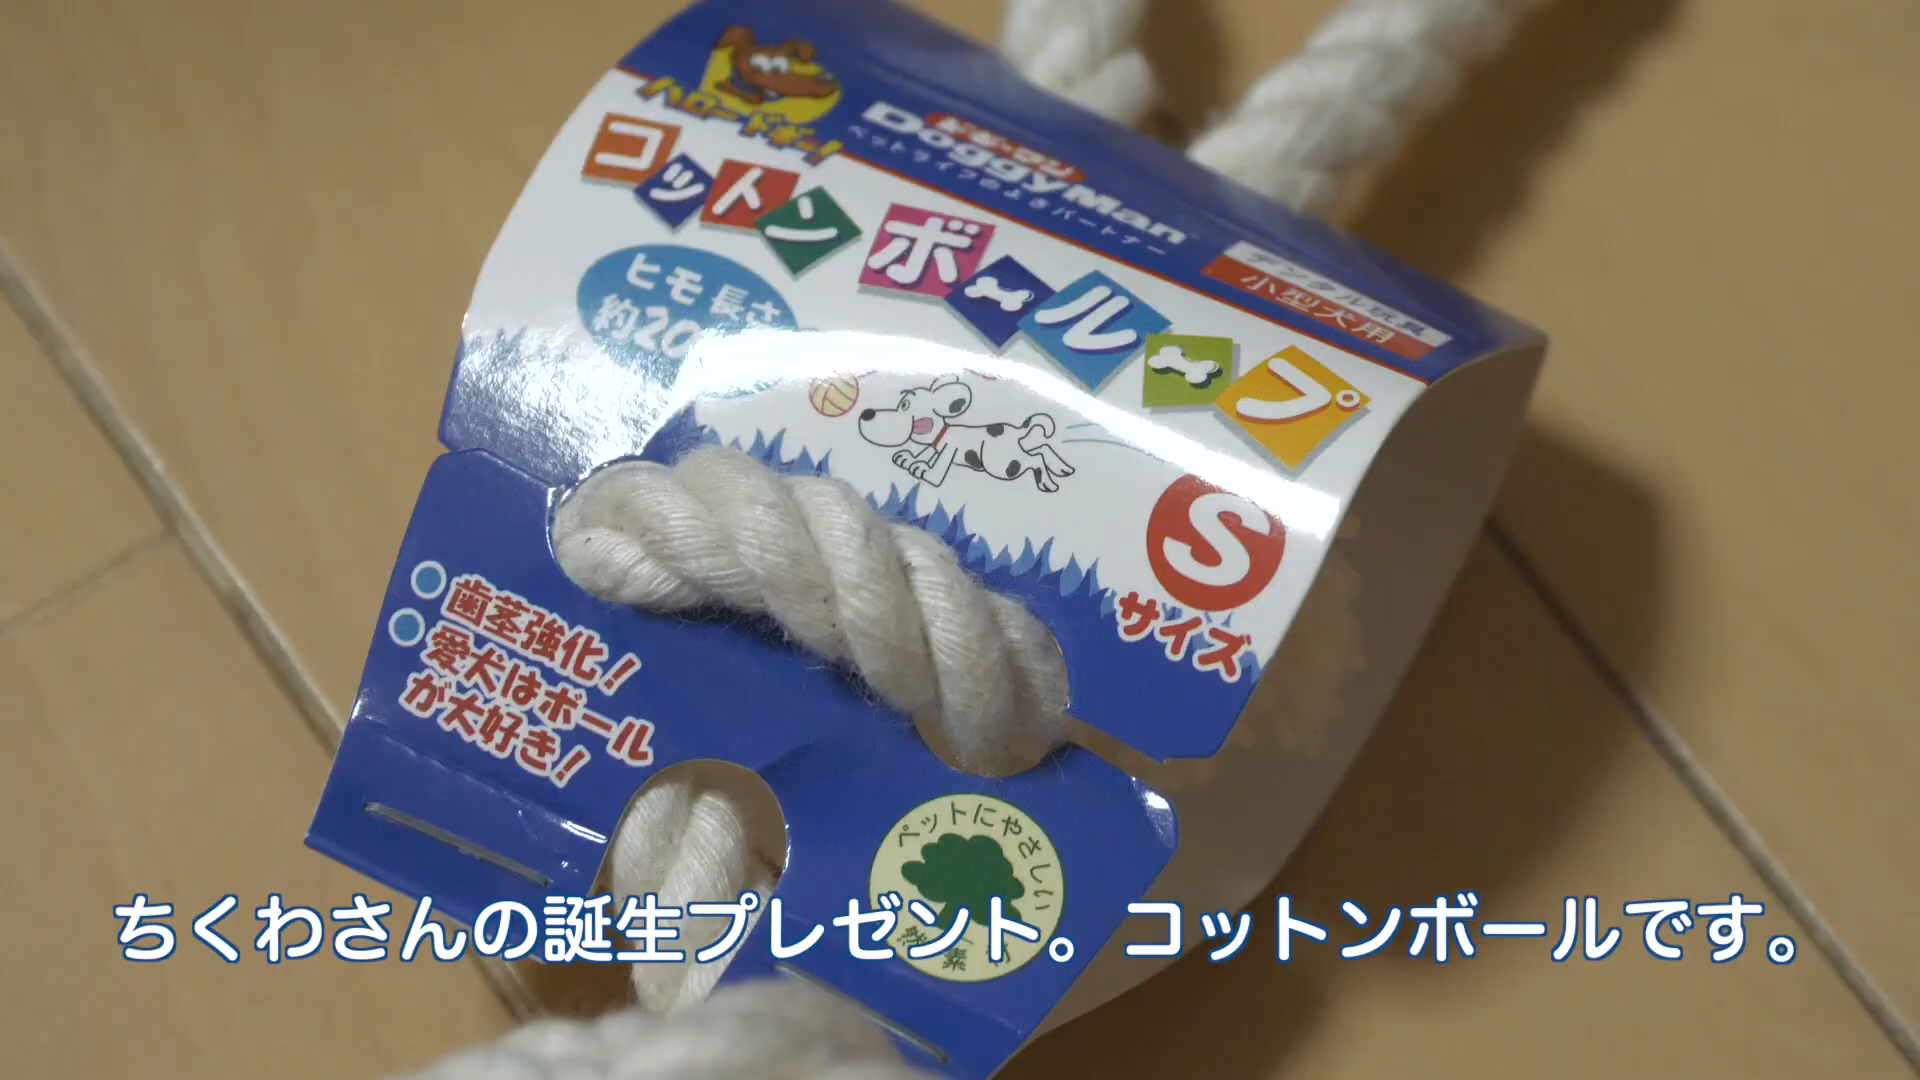 ハロードギー
ドギーマン
DoggyMan
ペットライフのよきパートナー
コットンボールロープ
デンタル玩具
小型犬用
ヒモ長さ
約20
S
サイズ
歯茎強化!
愛犬はボール
が大好き!
ペットにやさしい
ちくわさんの誕生プレゼント。コットンボールです。